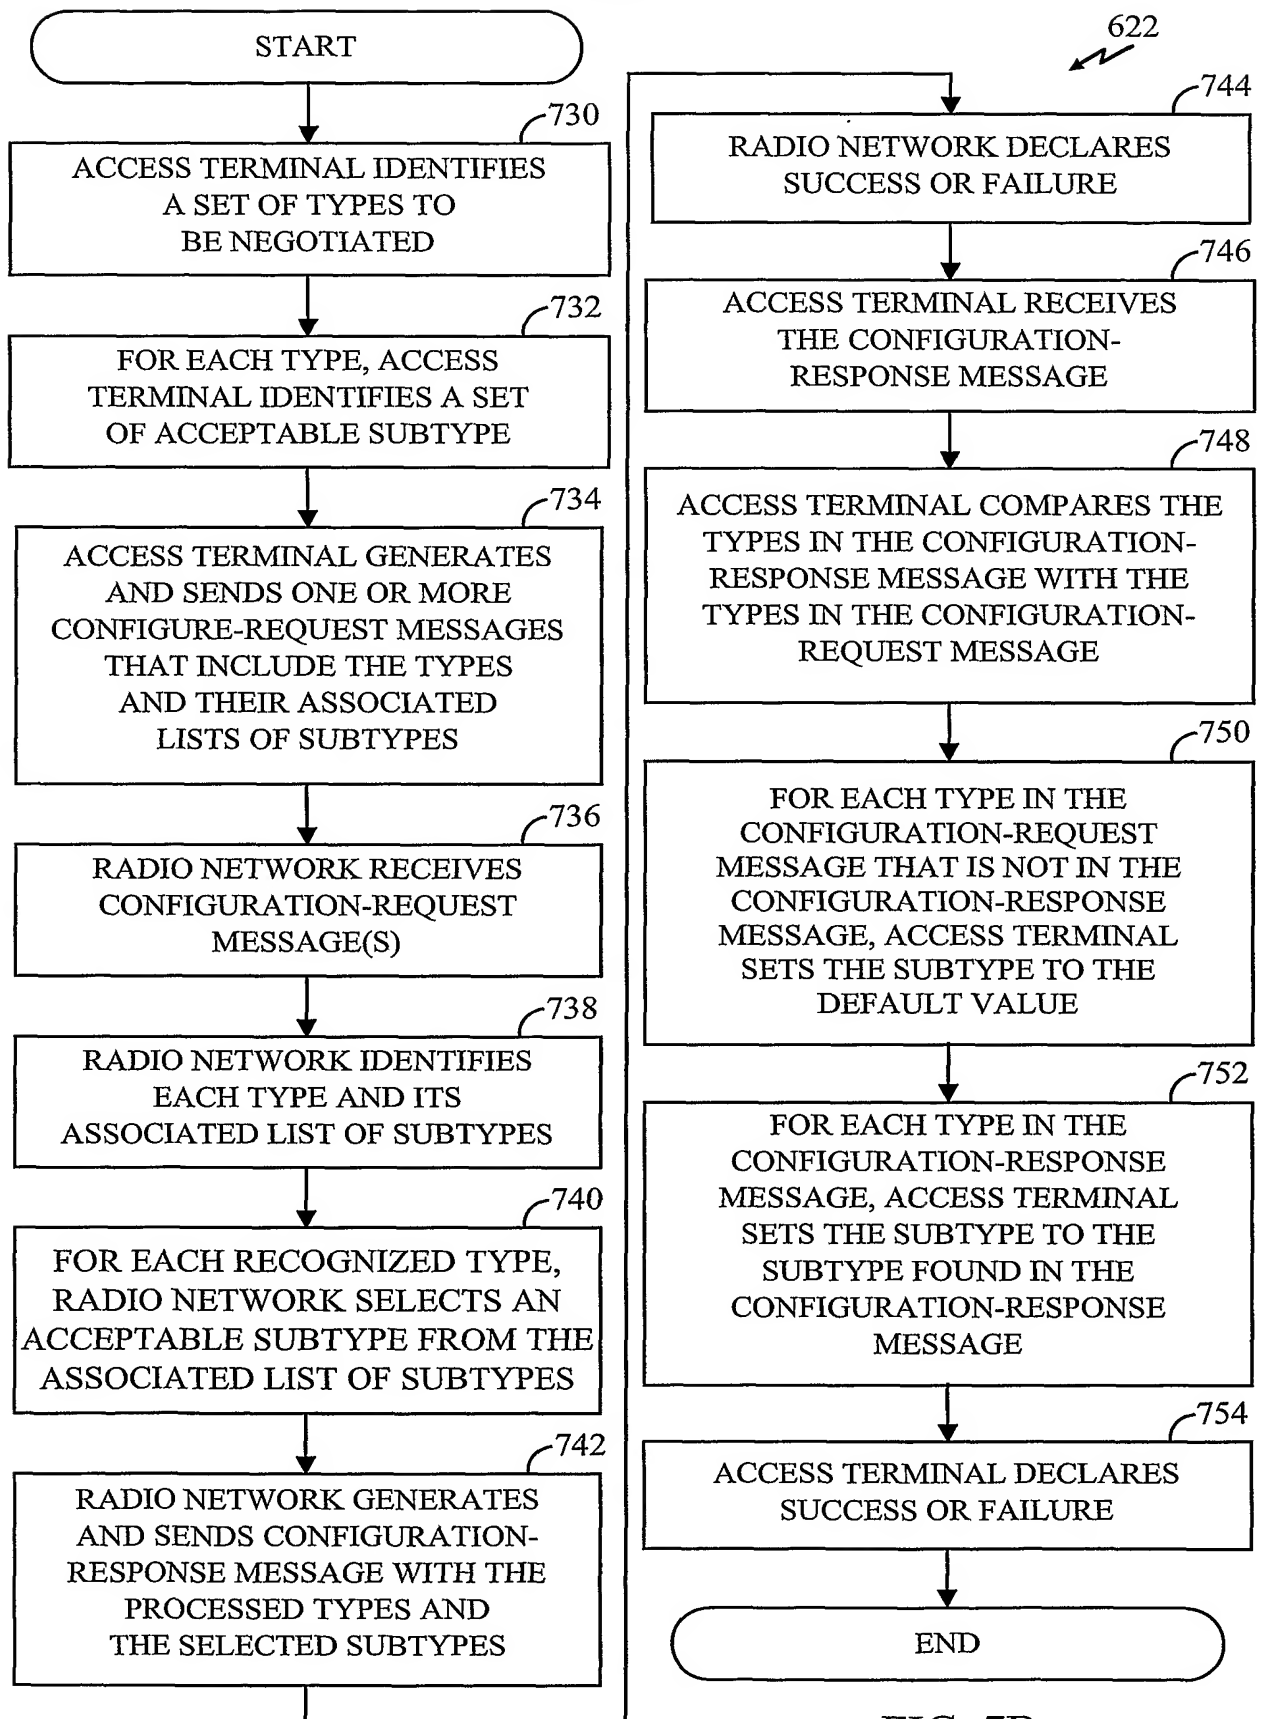 START
730
ACCESS TERMINAL IDENTIFIES
A SET OF TYPES TO
BE NEGOTIATED
732
FOR EACH TYPE, ACCESS
TERMINAL IDENTIFIES A SET
OF ACCEPTABLE SUBTYPE
734
ACCESS TERMINAL GENERATES
AND SENDS ONE OR MORE
CONFIGURE-REQUEST MESSAGES
THAT INCLUDE THE TYPES
AND THEIR ASSOCIATED
LISTS OF SUBTYPES
736
RADIO NETWORK RECEIVES
CONFIGURATION-REQUEST
MESSAGE(S)
738
RADIO NETWORK IDENTIFIES
EACH TYPE AND ITS
ASSOCIATED LIST OF SUBTYPES
740
FOR EACH RECOGNIZED TYPE,
RADIO NETWORK SELECTS AN
ACCEPTABLE SUBTYPE FROM THE
ASSOCIATED LIST OF SUBTYPES
742
RADIO NETWORK GENERATES
AND SENDS CONFIGURATION-
RESPONSE MESSAGE WITH THE
PROCESSED TYPES AND
THE SELECTED SUBTYPES
622
744
RADIO NETWORK DECLARES
SUCCESS OR FAILURE
746
ACCESS TERMINAL RECEIVES
THE CONFIGURATION-
RESPONSE MESSAGE
748
ACCESS TERMINAL COMPARES THE
TYPES IN THE CONFIGURATION-
RESPONSE MESSAGE WITH THE
TYPES IN THE CONFIGURATION-
REQUEST MESSAGE
750
FOR EACH TYPE IN THE
CONFIGURATION-REQUEST
MESSAGE THAT IS NOT IN THE
CONFIGURATION-RESPONSE
MESSAGE, ACCESS TERMINAL
SETS THE SUBTYPE TO THE
DEFAULT VALUE
752
FOR EACH TYPE IN THE
CONFIGURATION-RESPONSE
MESSAGE, ACCESS TERMINAL
SETS THE SUBTYPE TO THE
SUBTYPE FOUND IN THE
CONFIGURATION-RESPONSE
MESSAGE
754
ACCESS TERMINAL DECLARES
SUCCESS OR FAILURE
END